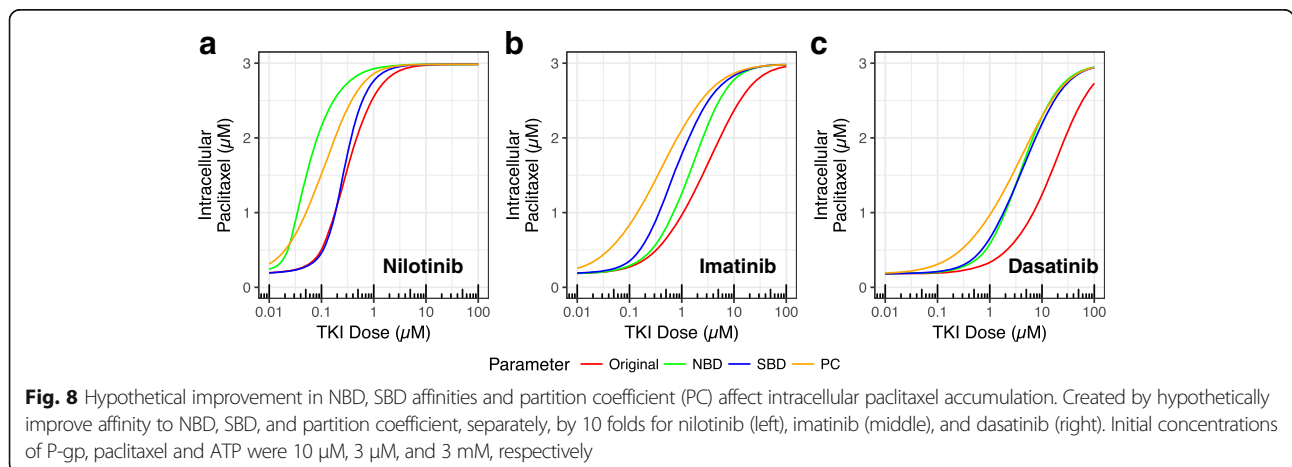 a
b
c
Intracellular
Paclitaxel (µM)
3
2
1
0
Nilotinib
0.01
0.1
1
10
100
TKI Dose (µM)
Intracellular
Paclitaxel (µM)
3
2
1
0
Imatinib
0.01
0.1
1
10
100
TKI Dose (µM)
Intracellular
Paclitaxel (µM)
3
2
1
0
Dasatinib
0.01
0.1
1
10
100
TKI Dose (µM)
Parameter Original NBD SBD PC
Fig. 8 Hypothetical improvement in NBD, SBD affinities and partition coefficient (PC) affect intracellular paclitaxel accumulation. Created by hypothetically
improve affinity to NBD, SBD, and partition coefficient, separately, by 10 folds for nilotinib (left), imatinib (middle), and dasatinib (right). Initial concentrations
of P-gp, paclitaxel and ATP were 10 µM, 3 µM, and 3 mM, respectively